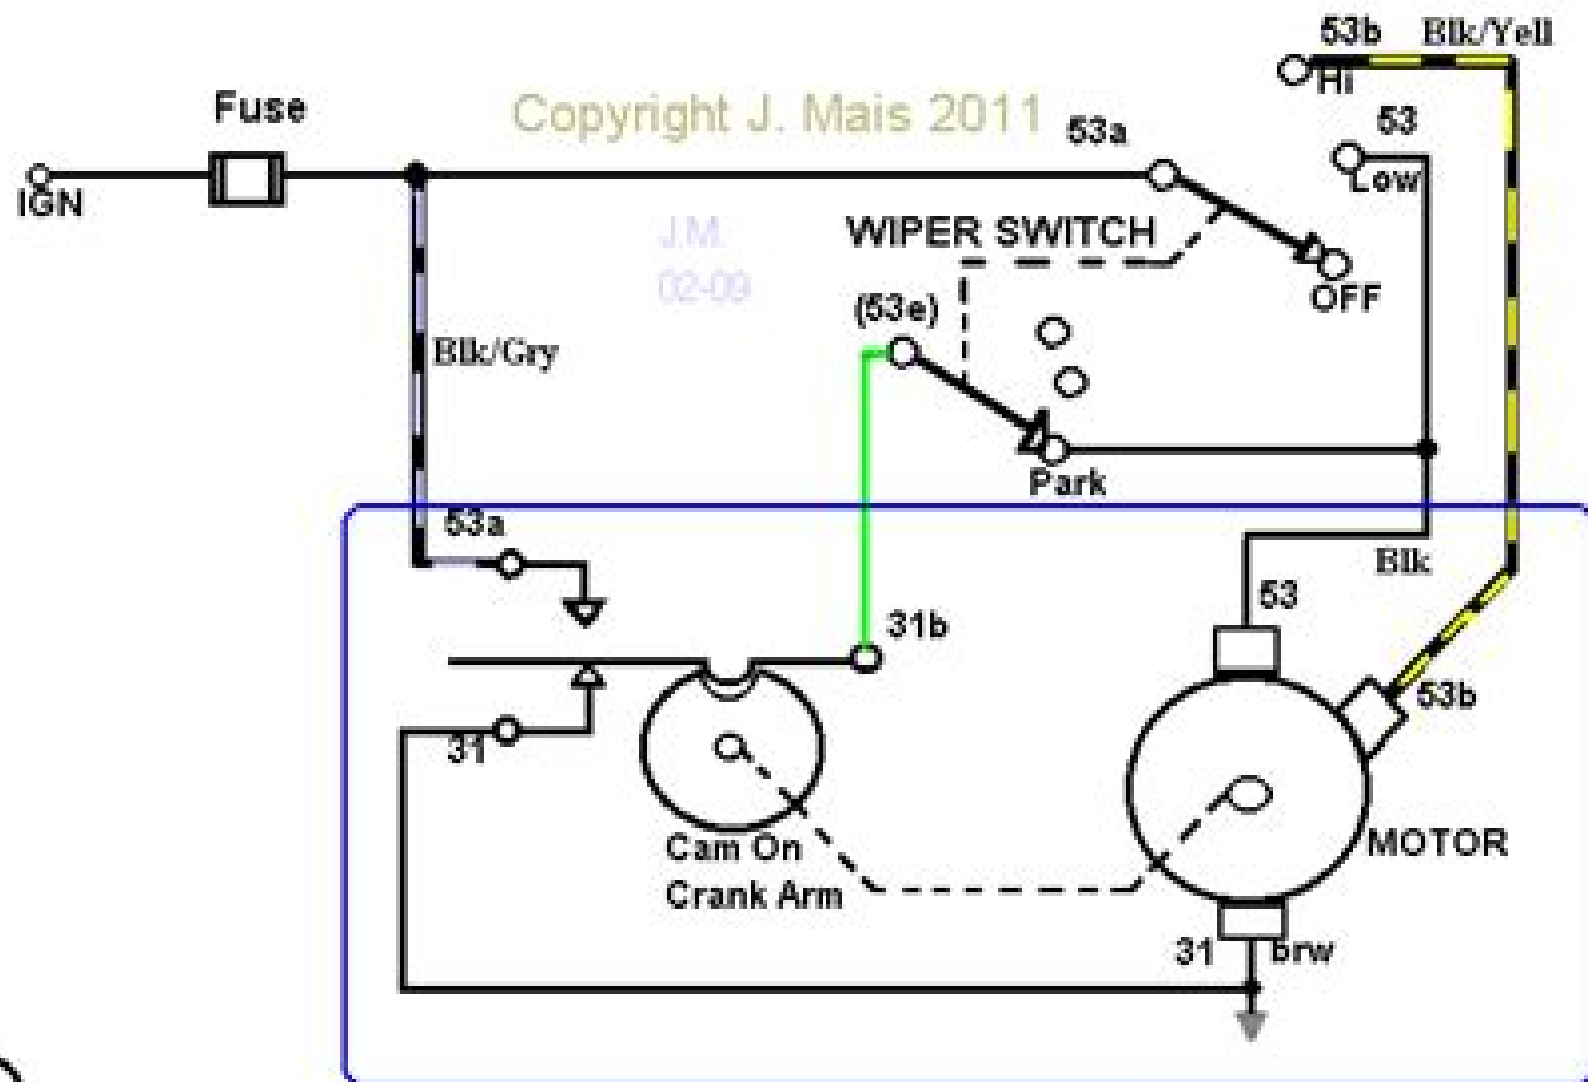 53b Blk/Yell
Hi
Fuse
Copyright J. Mais 2011
53a
53
Low
IGN
J.M.
02-09
WIPER SWITCH
OFF
(53e)
Blk/Gry
Park
53a
Blk
53
31b
53b
31
MOTOR
Cam On
Crank Arm
31 brw